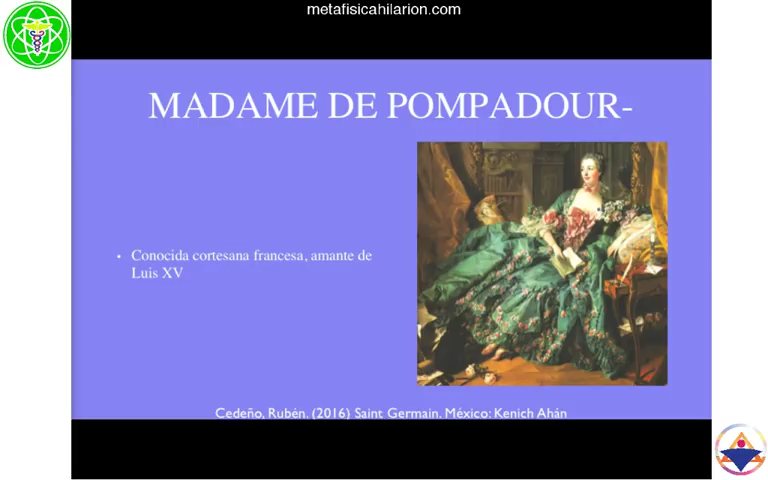 metafisicahilarion.com
MADAME DE POMPADOUR-
• Conocida cortesana francesa, amante de
Luis XV
Cedeño, Rubén. (2016) Saint Germain. México: Kenich Ahán